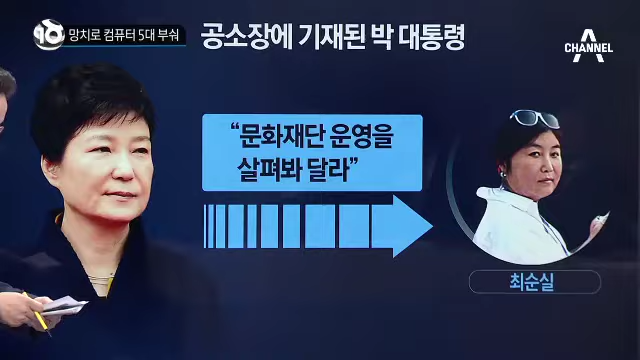 망치로 컴퓨터 5대 부숴
공소장에 기재된 박 대통령
CHANNEL A
“문화재단 운영을
살펴봐 달라”
최순실